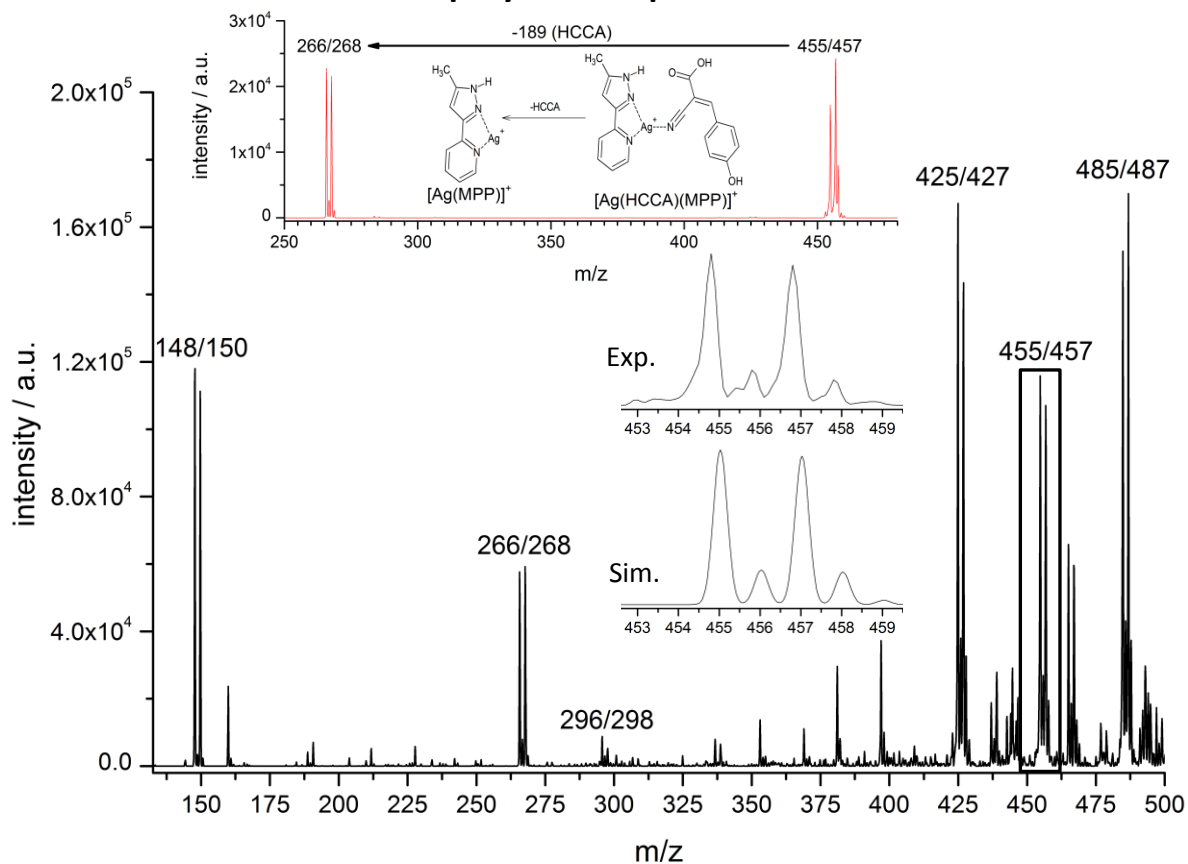 3x10⁴
2x10⁴
1x10⁴
0
intensity / a.u.
266/268
-189 (HCCA)
455/457
H₃C
N H
N
N
Ag⁺
[Ag(MPP)]⁺
-HCCA
H₃C
N H
N
N
Ag⁺
N
O
OH
OH
[Ag(HCCA)(MPP)]⁺
250 300 350 400 450
m/z
2.0x10⁵
1.6x10⁵
1.2x10⁵
8.0x10⁴
4.0x10⁴
0.0
intensity / a.u.
148/150
266/268
296/298
425/427
455/457
485/487
Exp.
453 454 455 456 457 458 459
Sim.
453 454 455 456 457 458 459
150 175 200 225 250 275 300 325 350 375 400 425 450 475 500
m/z